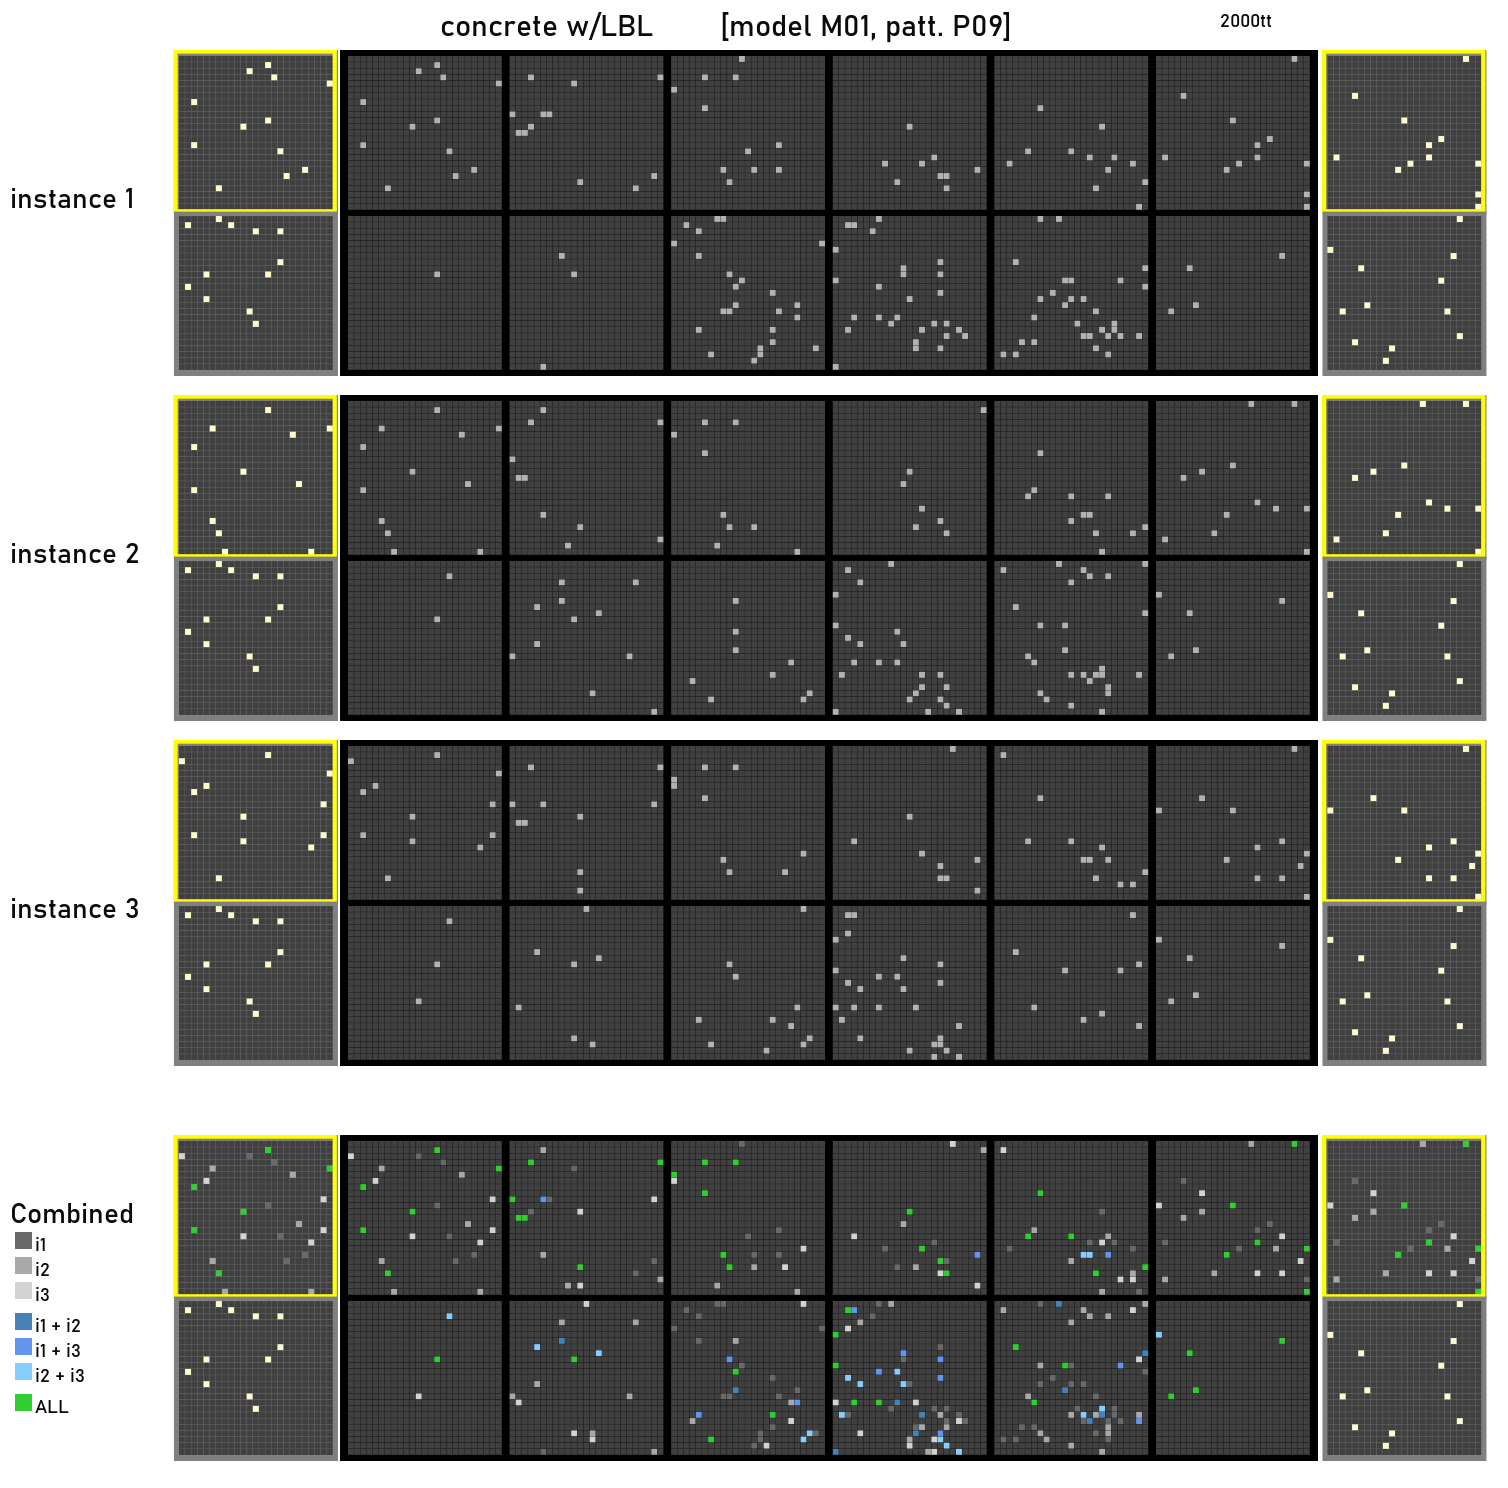 concrete w/LBL [model M01, patt. P09] 2000tt
instance 1
instance 2
instance 3
Combined
i1
i2
i3
i1 + i2
i1 + i3
i2 + i3
ALL